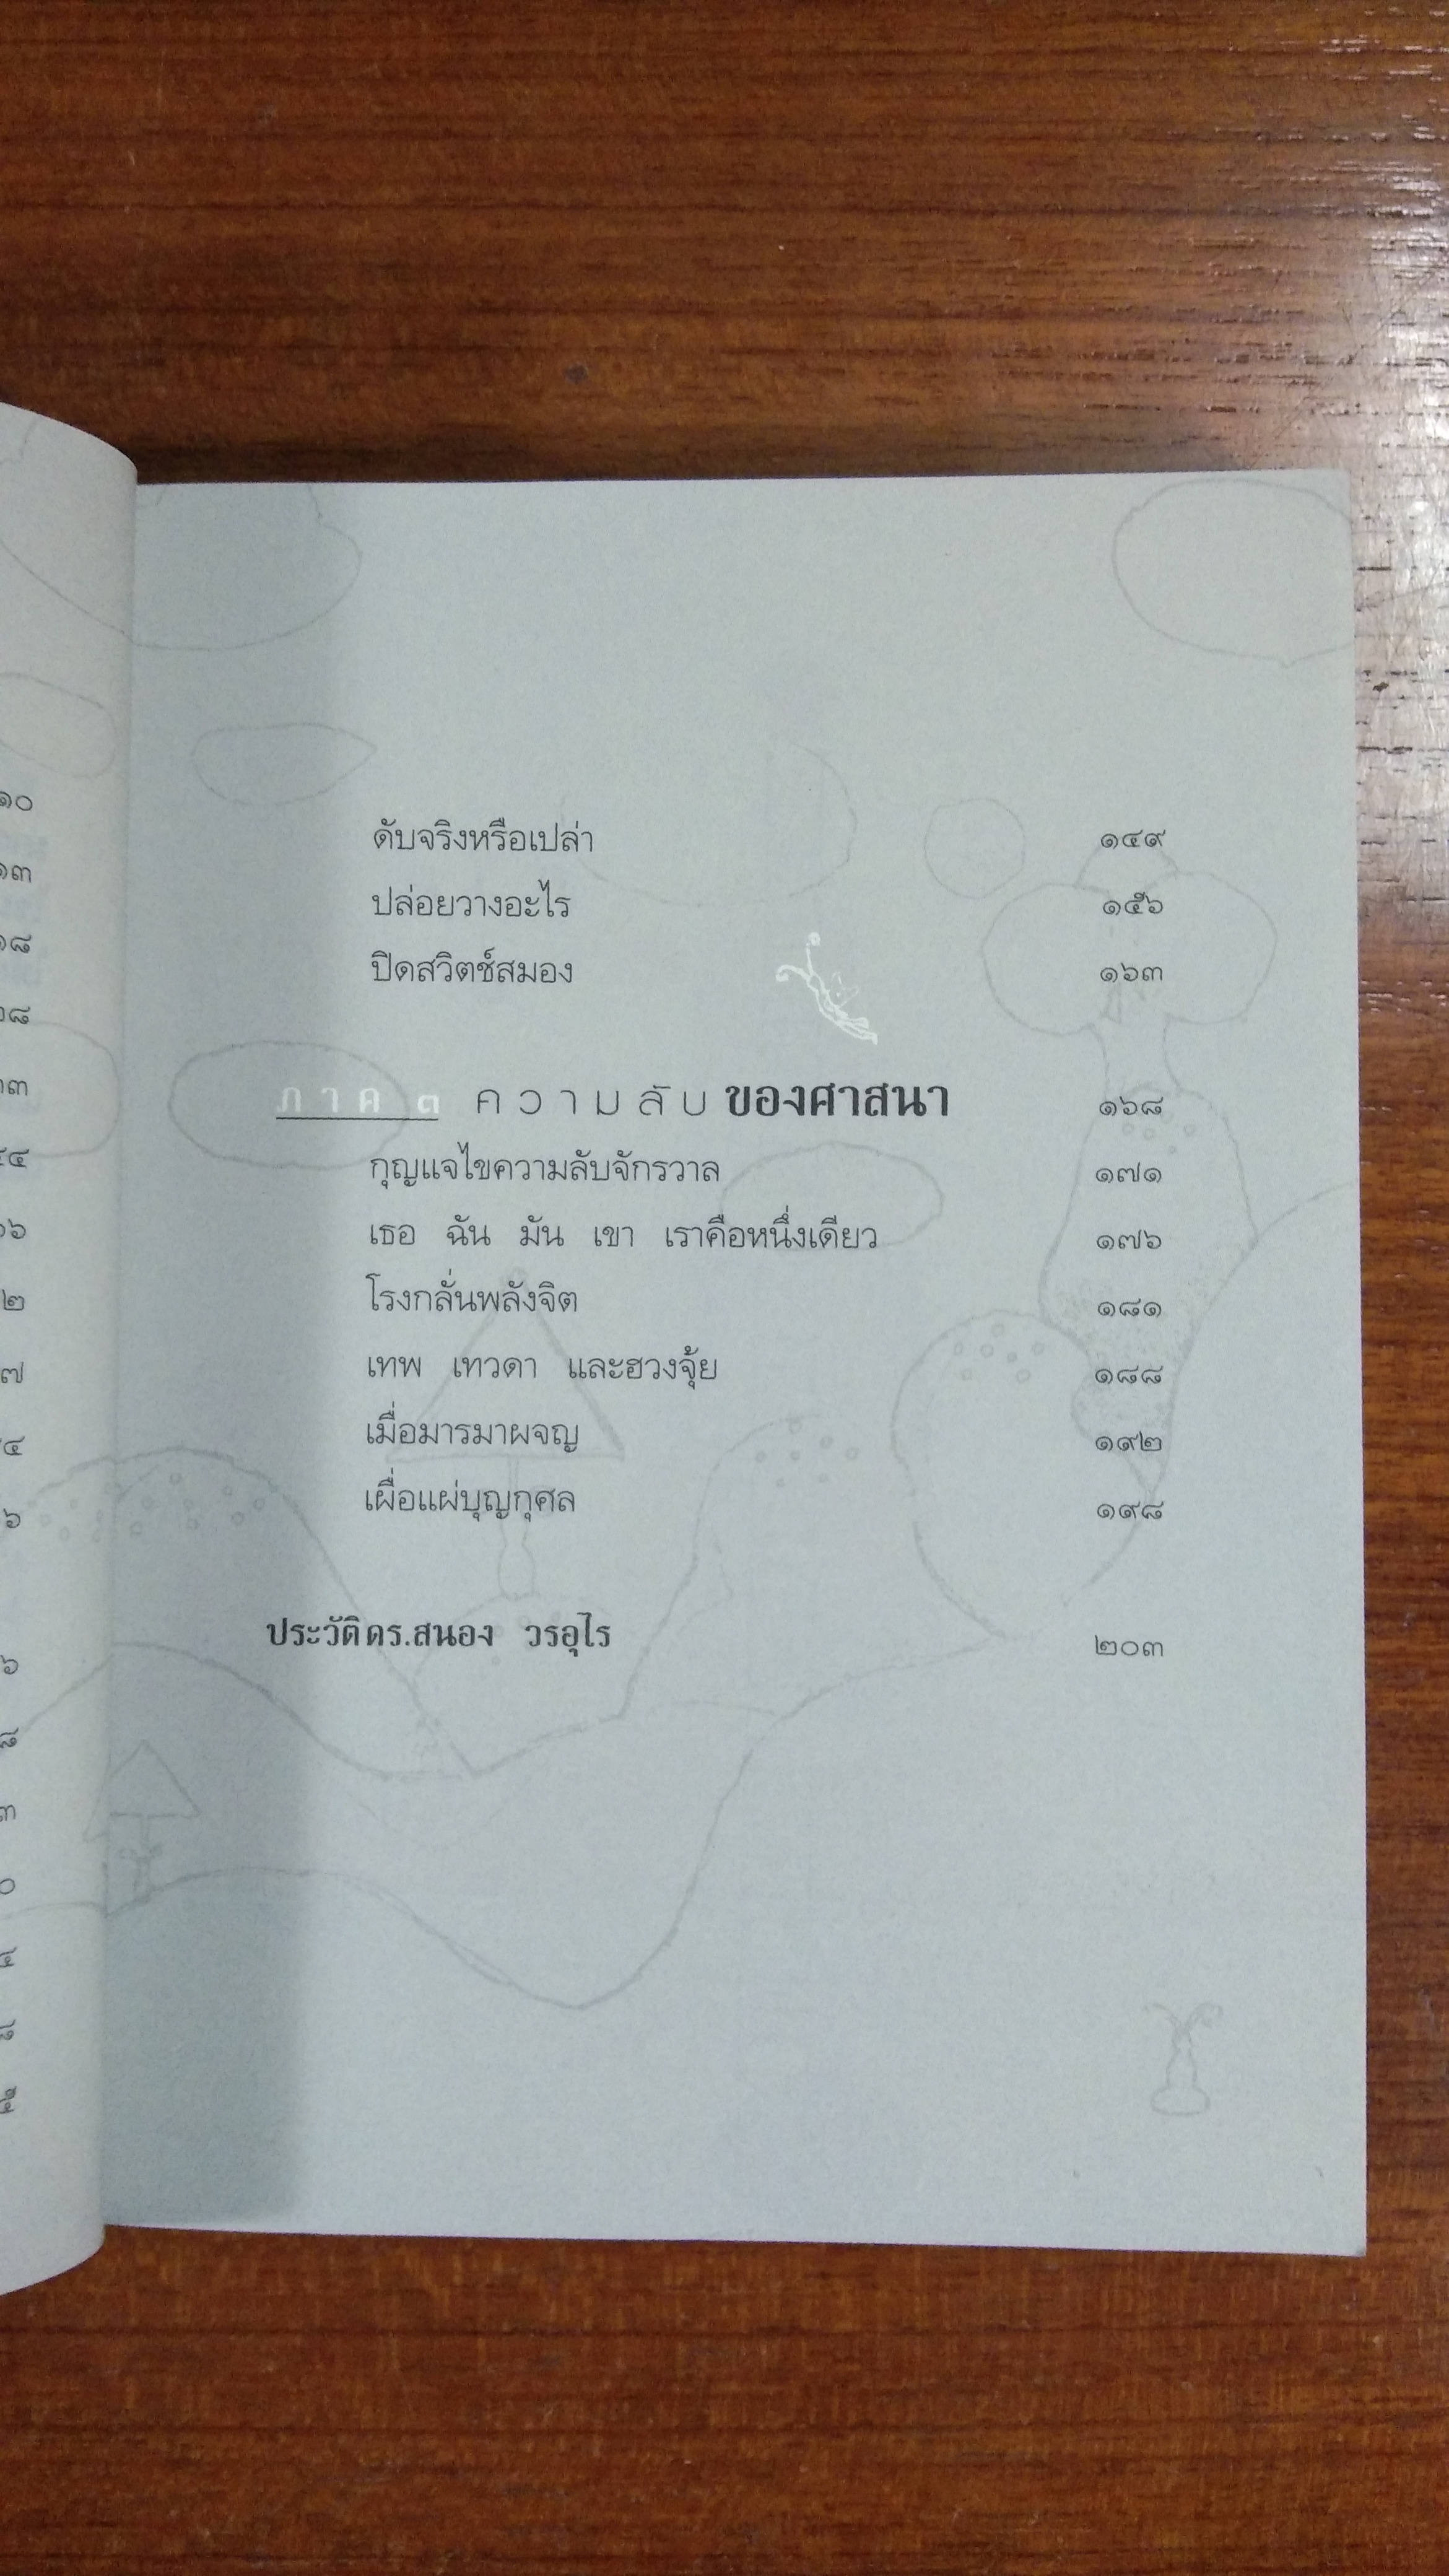 ดับจริงหรือเปล่า ๑๔๙
ปล่อยวางอะไร ๑๕๖
ปิดสวิตช์สมอง ๑๖๓
ภาค ๓ ความลับของศาสนา ๑๖๘
กุญแจไขความลับจักรวาล ๑๗๑
เธอ ฉัน มัน เขา เราคือหนึ่งเดียว ๑๗๖
โรงกลั่นพลังจิต ๑๘๑
เทพ เทวดา และฮวงจุ้ย ๑๘๘
เมื่อมารมาผจญ ๑๙๒
เผื่อแผ่บุญกุศล ๑๙๘
ประวัติดร.สนอง วรอุไร ๒๐๓